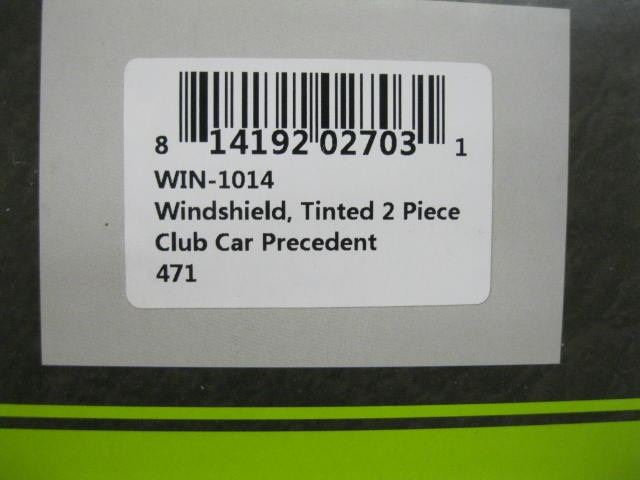 8 14192 02703 1
WIN-1014
Windshield, Tinted 2 Piece
Club Car Precedent
471